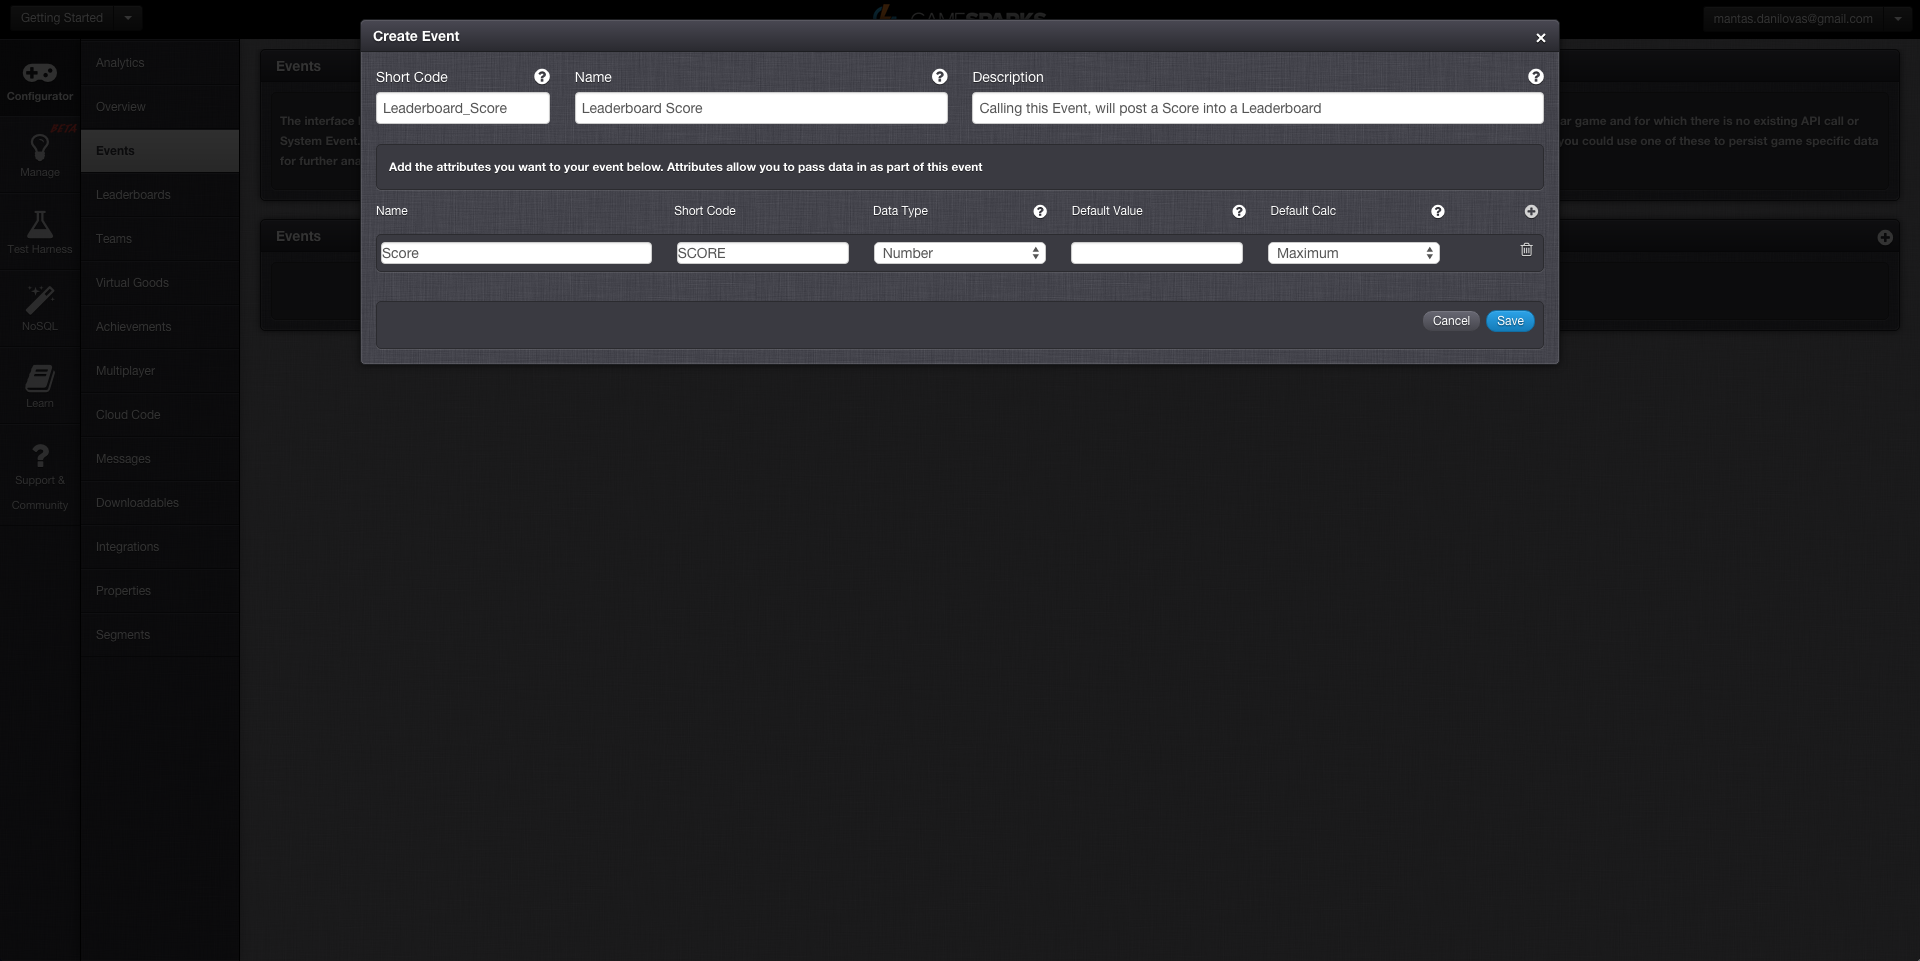 Getting Started
GAMESPARKS
mantas.danilovas@gmail.com
Create Event
×
Short Code
Name
Description
Leaderboard_Score
Leaderboard Score
Calling this Event, will post a Score into a Leaderboard
Add the attributes you want to your event below. Attributes allow you to pass data in as part of this event
Name
Short Code
Data Type
Default Value
Default Calc
Score
SCORE
Number
Maximum
Cancel
Save
Configurator
BETA
Manage
Test Harness
NoSQL
Learn
Support &
Community
Analytics
Overview
Events
Leaderboards
Teams
Virtual Goods
Achievements
Multiplayer
Cloud Code
Messages
Downloadables
Integrations
Properties
Segments
Events
The interface
ar game and for which there is no existing API call or
System Event.
you could use one of these to persist game specific data
for further
Events